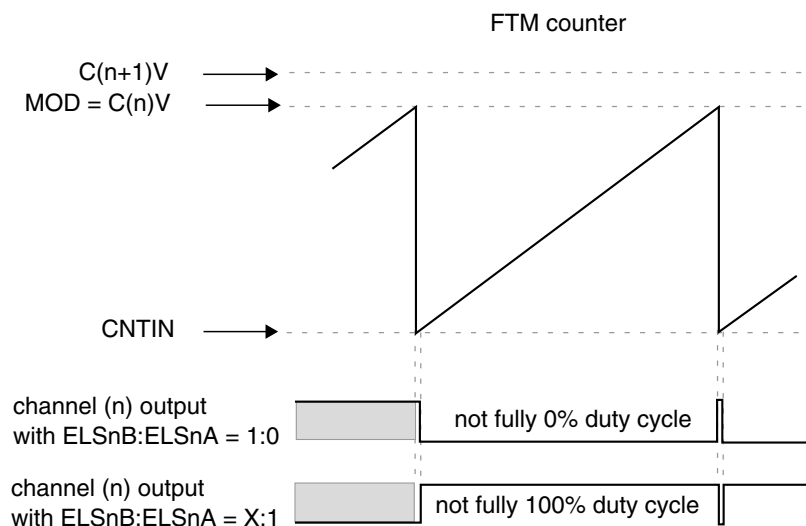 FTM counter
C(n+1)V
MOD = C(n)V
CNTIN
channel (n) output
with ELSnB:ELSnA = 1:0
not fully 0% duty cycle
channel (n) output
with ELSnB:ELSnA = X:1
not fully 100% duty cycle